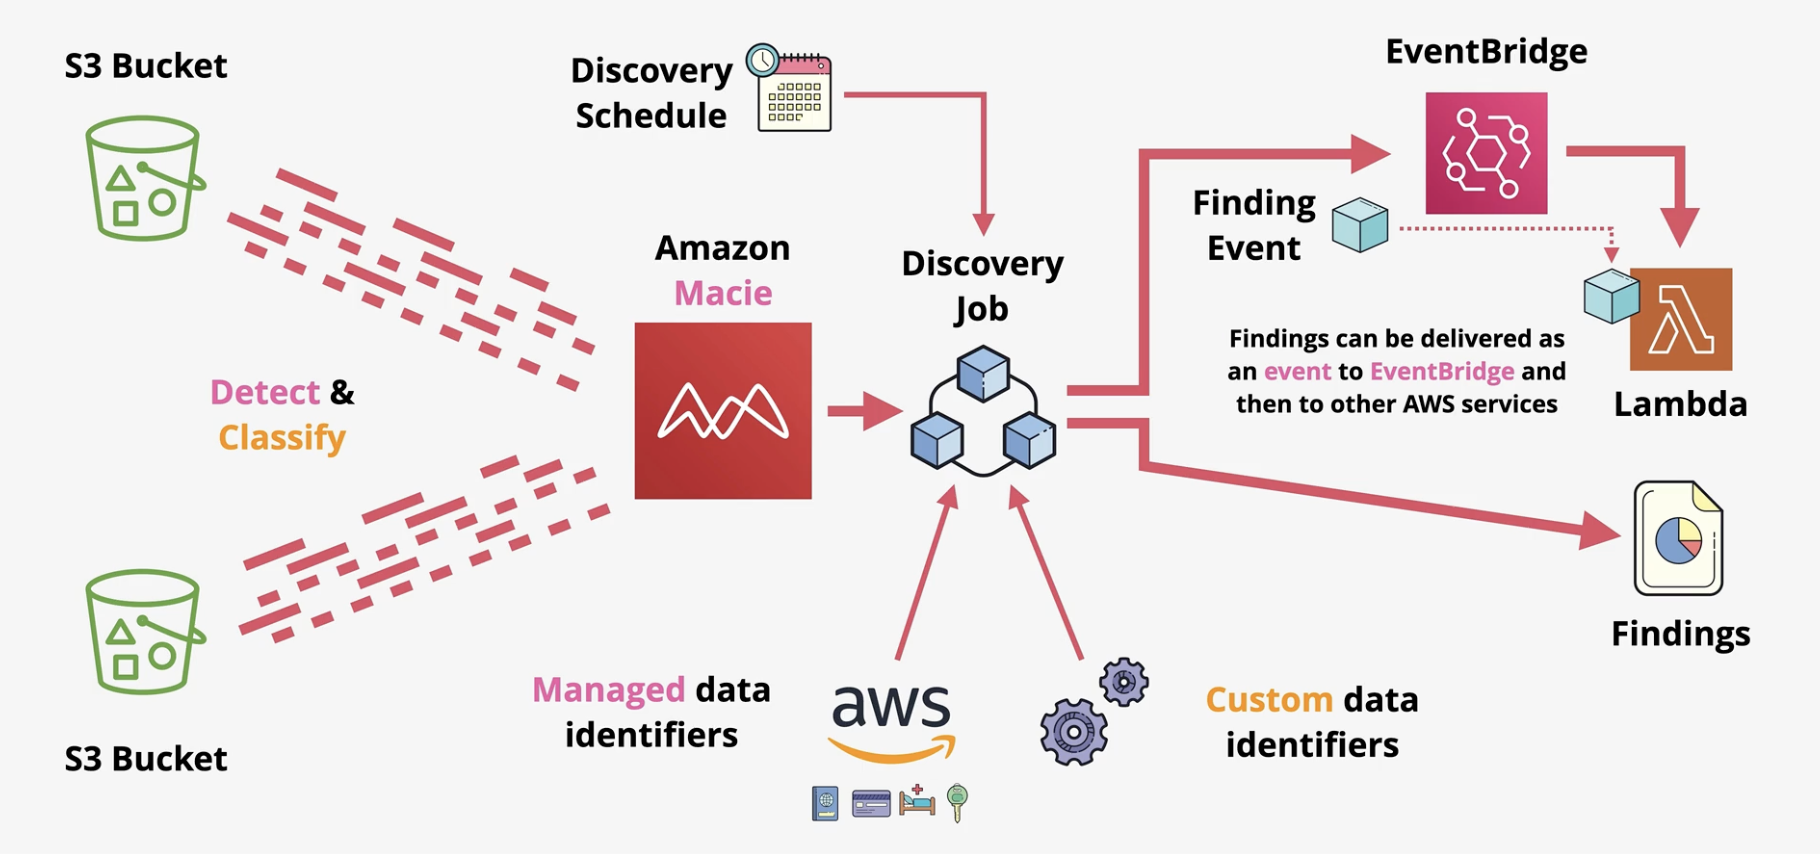 S3 Bucket
Discovery
Schedule
EventBridge
Finding
Event
Amazon
Macie
Discovery
Job
Findings can be delivered as
an event to EventBridge and
then to other AWS services
Lambda
Detect &
Classify
Findings
Managed data
identifiers
aws
Custom data
identifiers
S3 Bucket